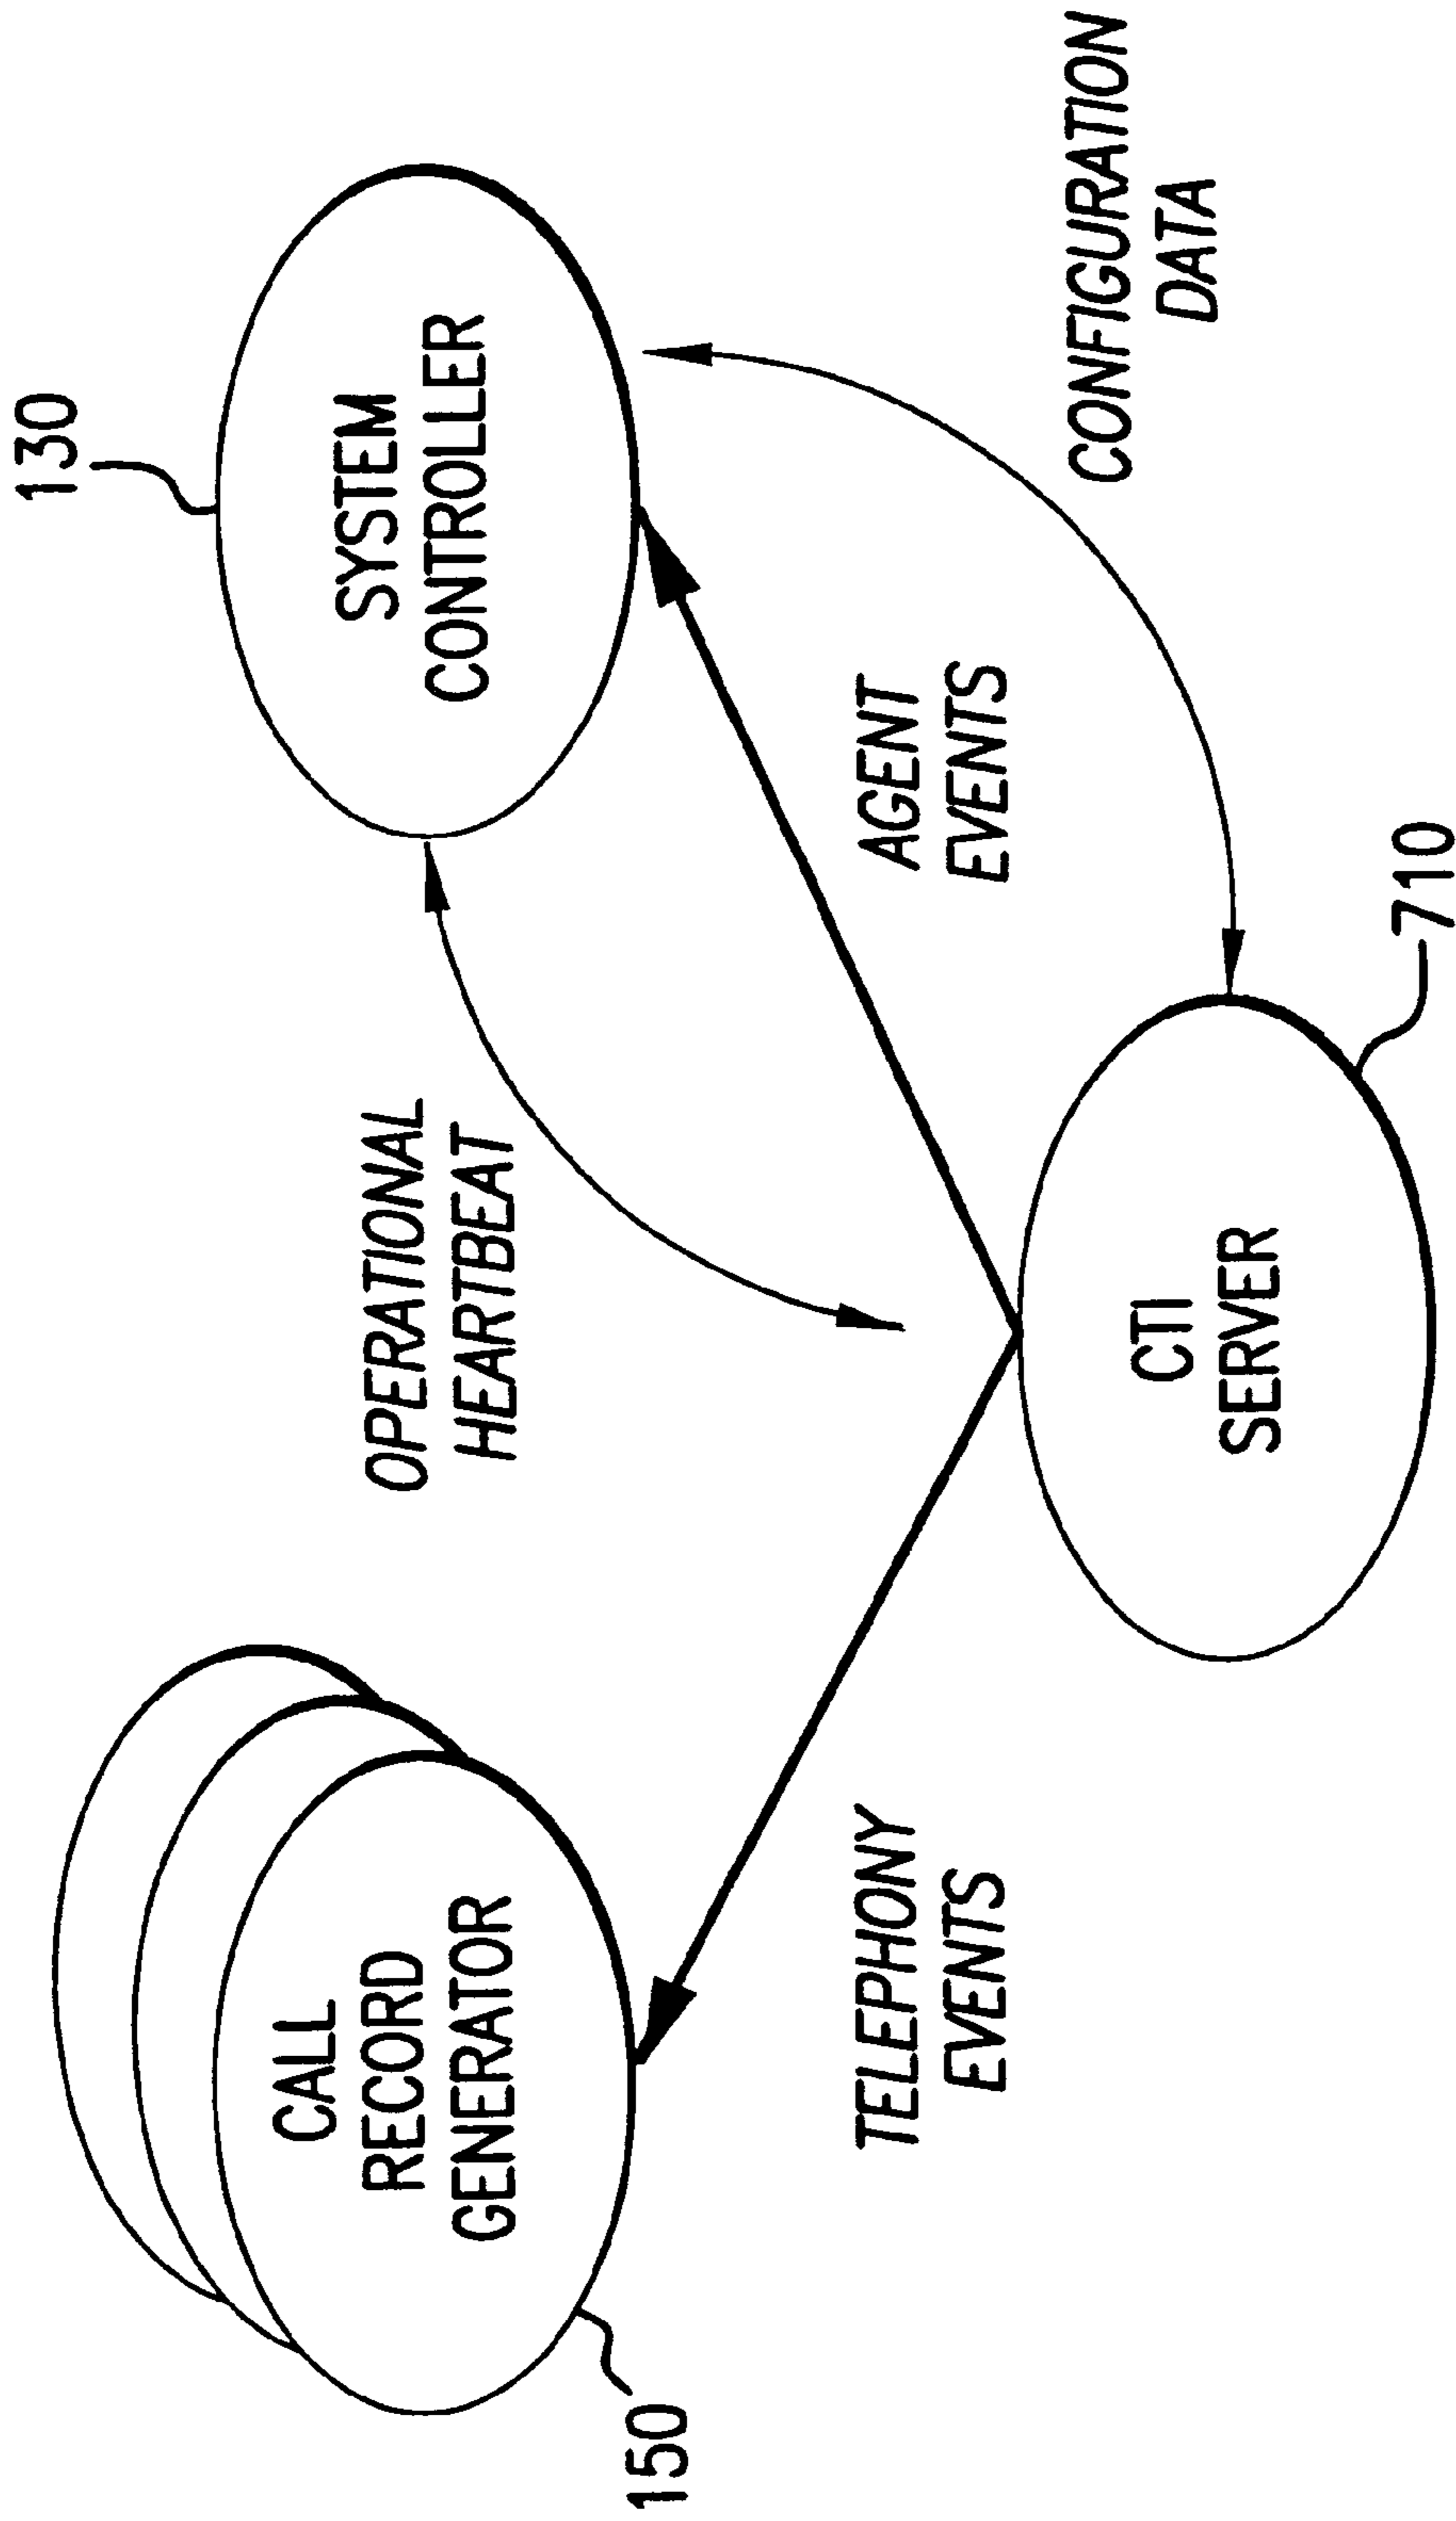 130
CALL
RECORD
GENERATOR
150
OPERATIONAL
HEARTBEAT
SYSTEM
CONTROLLER
TELEPHONY
EVENTS
AGENT
EVENTS
CONFIGURATION
DATA
CTI
SERVER
710